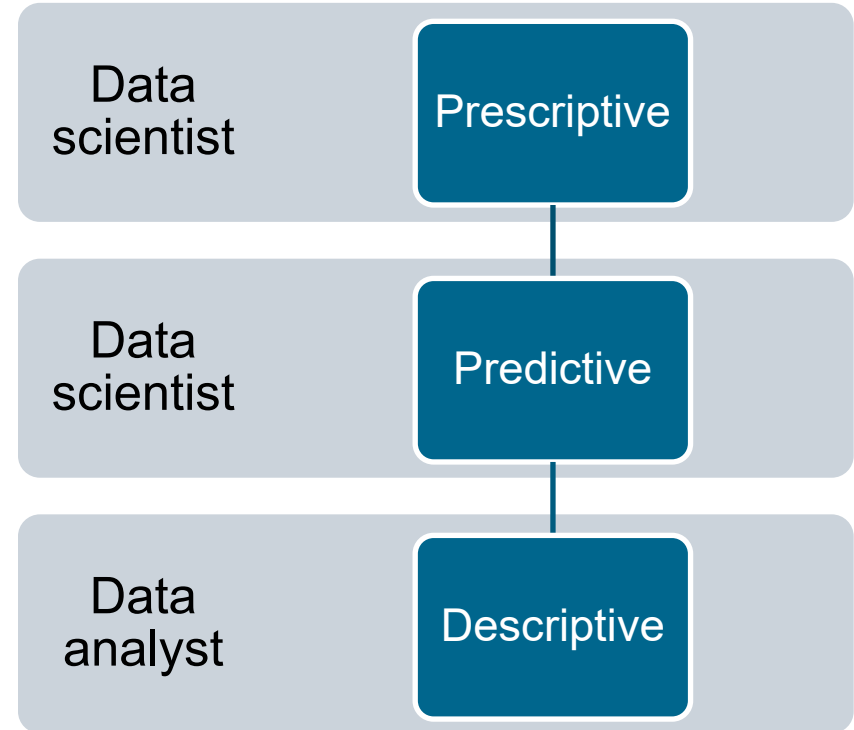 Data
scientist
Prescriptive
Data
scientist
Predictive
Data
analyst
Descriptive